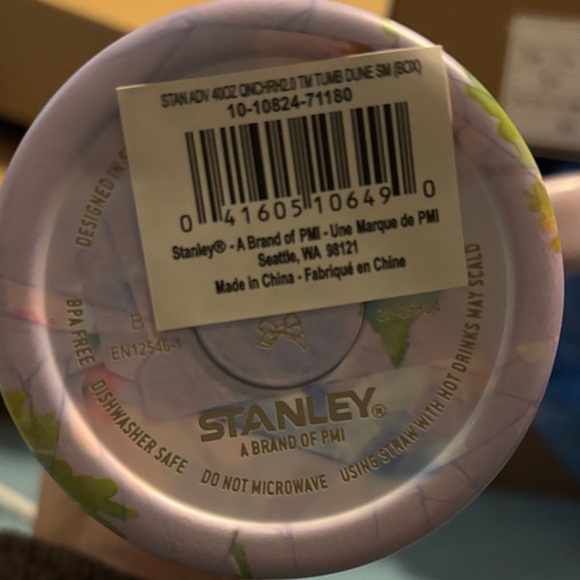 STAN ADV 40OZ QNCHRH2.0 TM TUMB DUNE SM (BOX)
10-10824-71180
0 41605 10649 0
Stanley® - A Brand of PMI - Une Marque de PMI
Seattle, WA 98121
Made in China - Fabriqué en Chine
DESIGNED IN
BPA FREE
EN12546-1
STANLEY®
A BRAND OF PMI
DISHWASHER SAFE
DO NOT MICROWAVE
USING STRAW WITH HOT DRINKS MAY SCALD